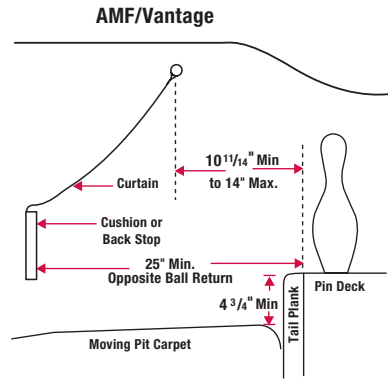 AMF/Vantage
10 11/14" Min
to 14" Max.
Curtain
Cushion or
Back Stop
25" Min.
Opposite Ball Return
4 3/4" Min
Tail Plank
Pin Deck
Moving Pit Carpet